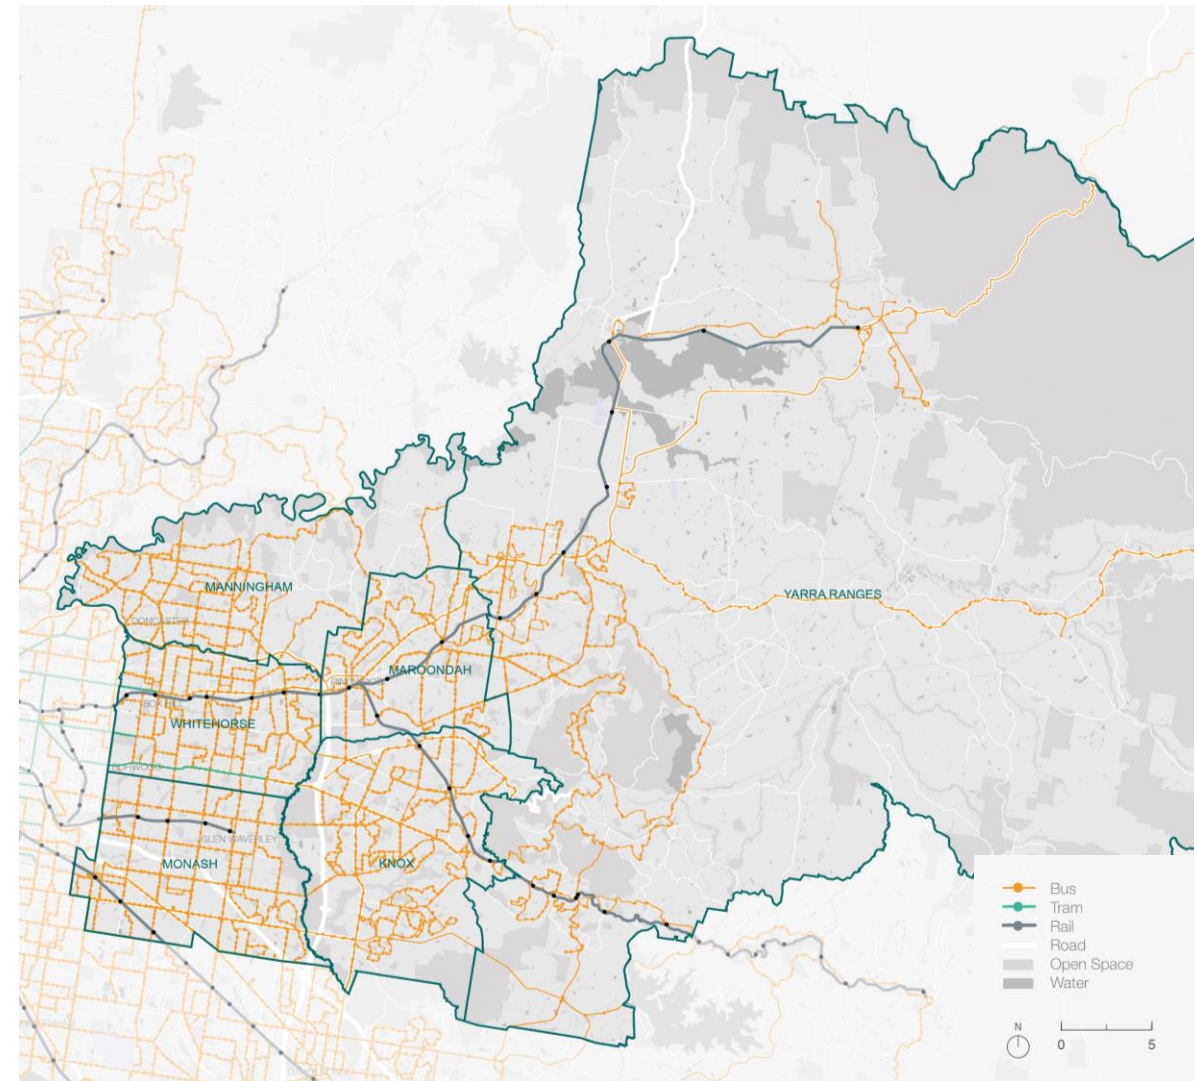 MANNINGHAM
YARRA RANGES
DONCASTER
MAROONDAH
RINGWOOD
BOX HILL
WHITEHORSE
BURWOOD
GLEN WAVERLEY
MONASH
KNOX
Bus
Tram
Rail
Road
Open Space
Water
N
0 5